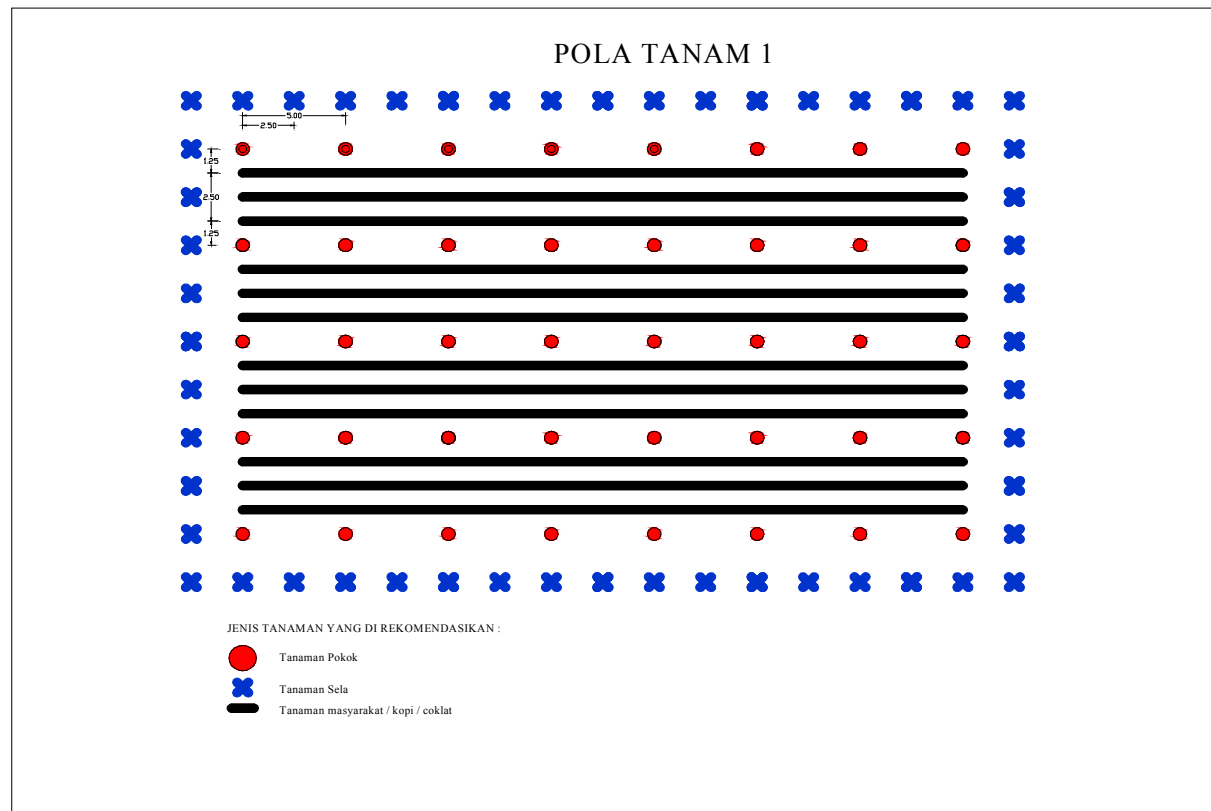 POLA TANAM 1
5.00
2.50
1.25
2.50
1.25
JENIS TANAMAN YANG DI REKOMENDASIKAN :
Tanaman Pokok
Tanaman Sela
Tanaman masyarakat / kopi / coklat